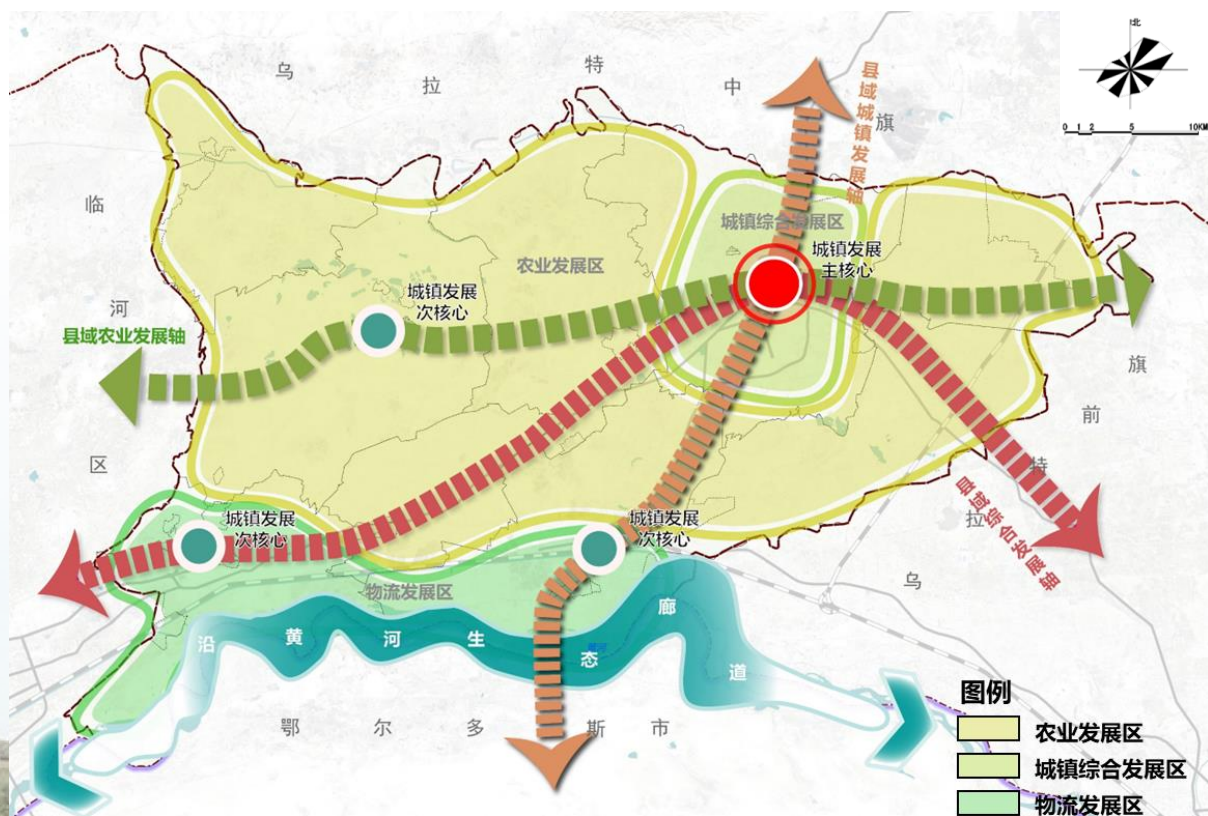 北
0 1 2 5 10KM
乌拉特中旗
县域城镇发展轴
临河区
城镇综合发展区
城镇发展
主核心
农业发展区
城镇发展
次核心
县域农业发展轴
乌拉特前旗
县域综合发展轴
城镇发展
次核心
城镇发展
次核心
物流发展区
沿黄河生态廊道
鄂尔多斯市
图例
农业发展区
城镇综合发展区
物流发展区